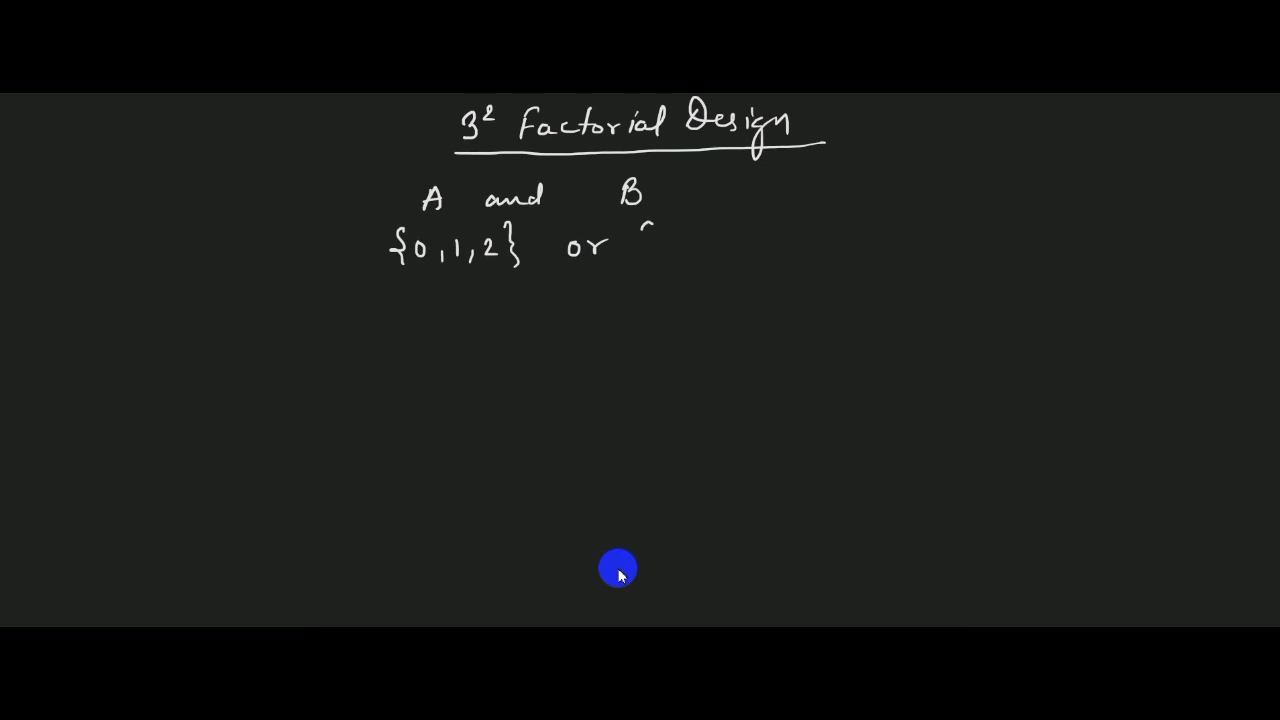 3² Factorial Design
A and B
{0,1,2} or